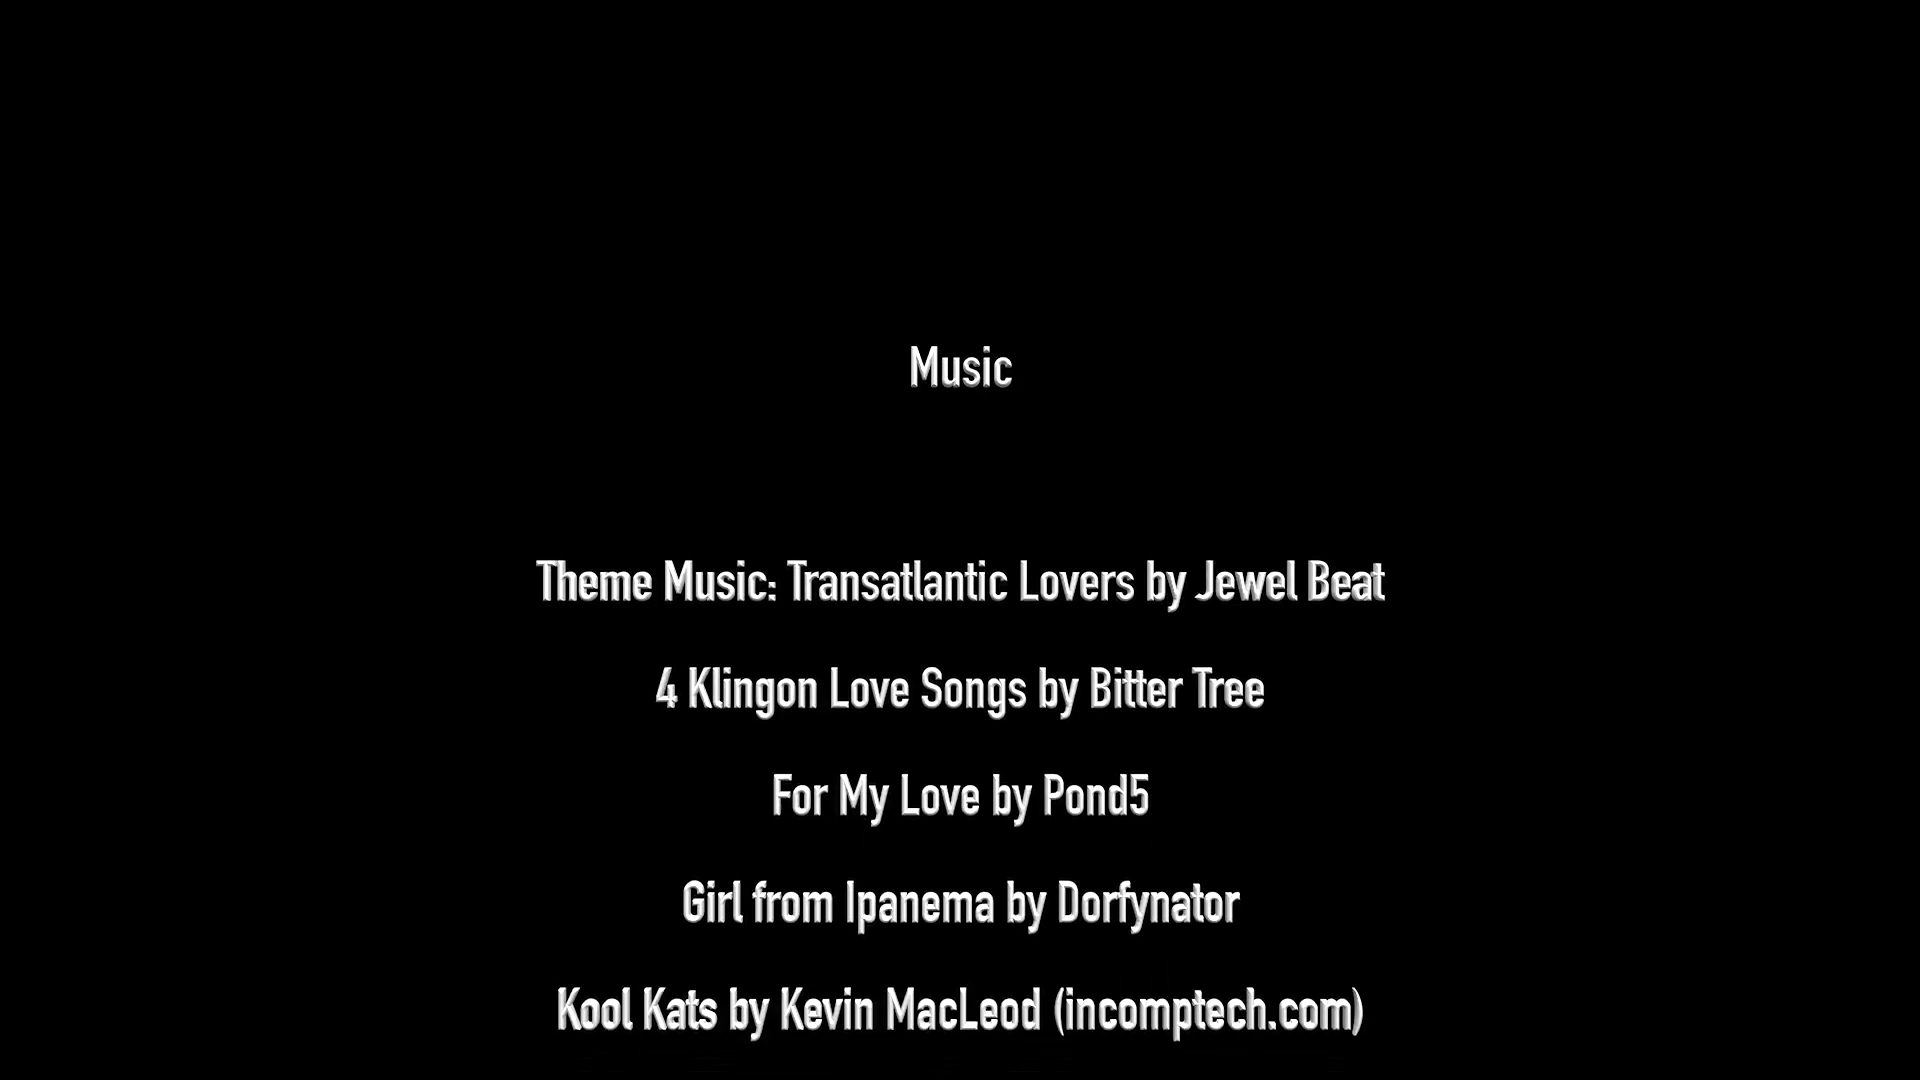 Music
Theme Music: Transatlantic Lovers by Jewel Beat
4 Klingon Love Songs by Bitter Tree
For My Love by Pond5
Girl from Ipanema by Dorfynator
Kool Kats by Kevin MacLeod (incomptech.com)